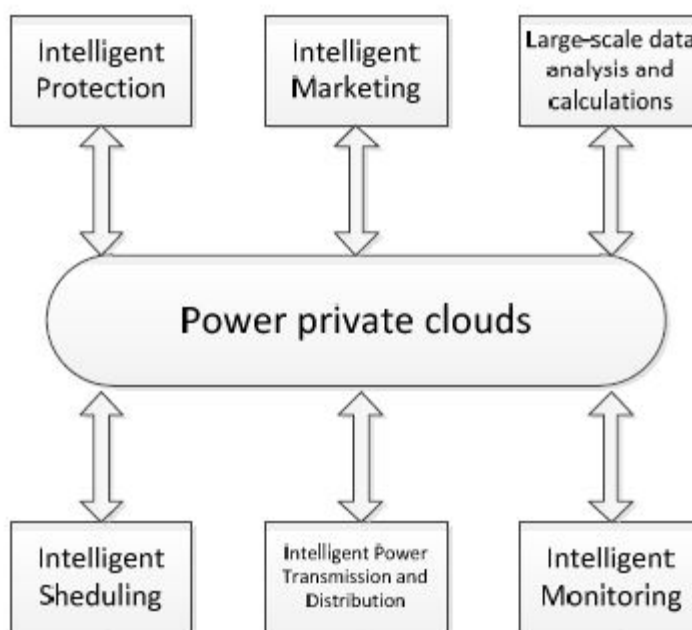 Intelligent
Protection
Intelligent
Marketing
Large-scale data
analysis and
calculations
Power private clouds
Intelligent
Sheduling
Intelligent Power
Transmission and
Distribution
Intelligent
Monitoring